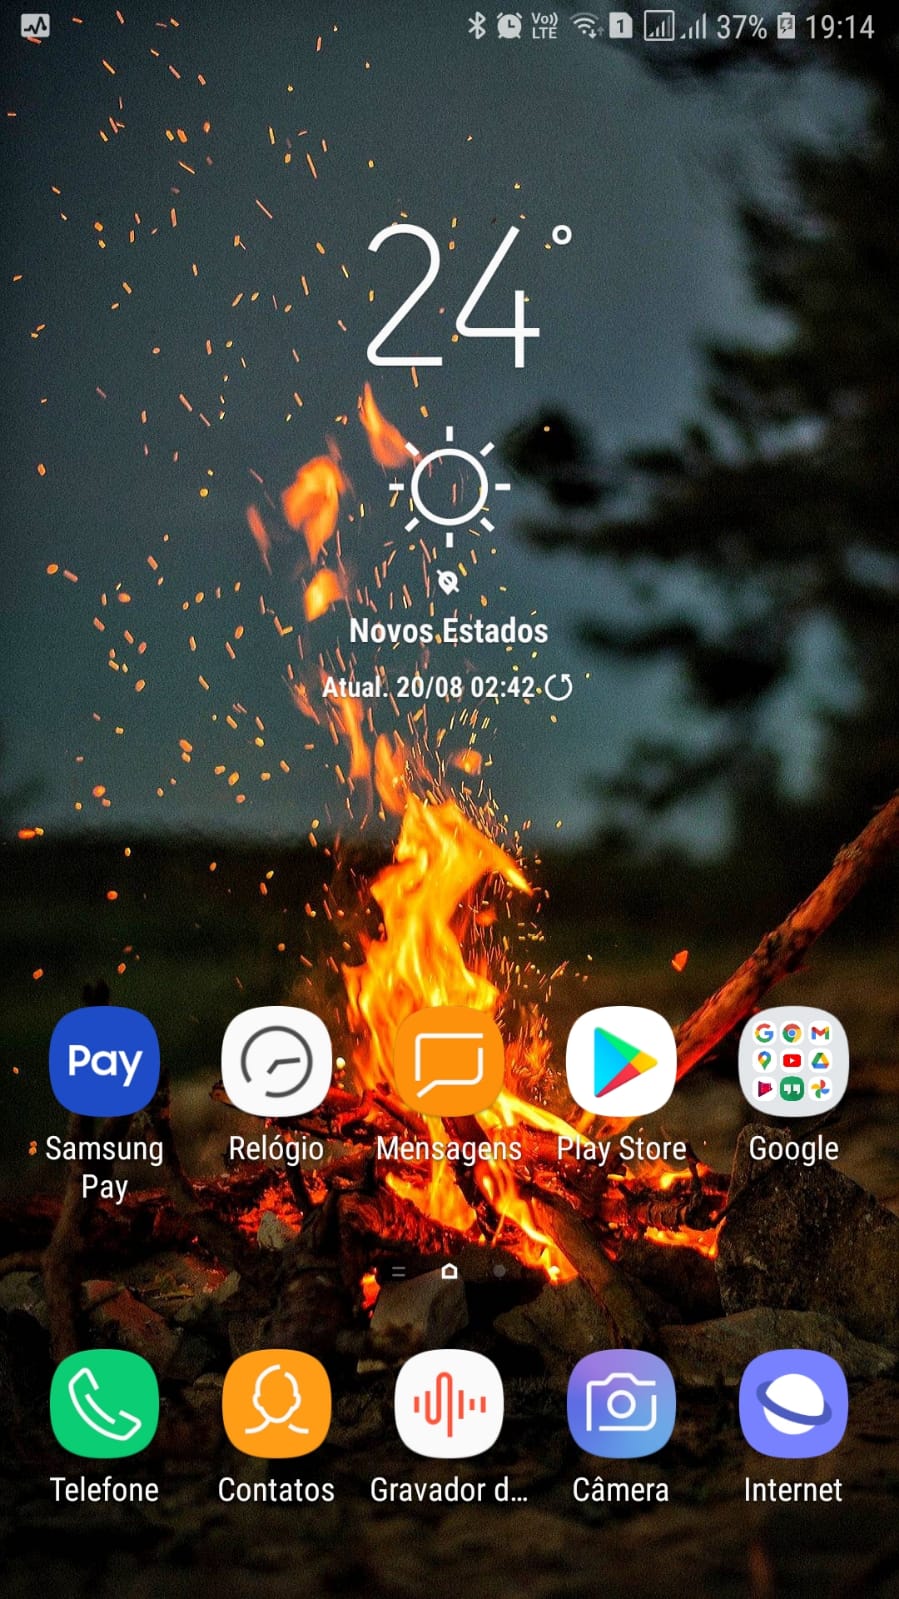 Vo)) LTE 1 37% 19:14
24°
Novos Estados
Atual. 20/08 02:42
Pay
Samsung Pay
Relógio
Mensagens
Play Store
Google
Telefone
Contatos
Gravador d...
Câmera
Internet